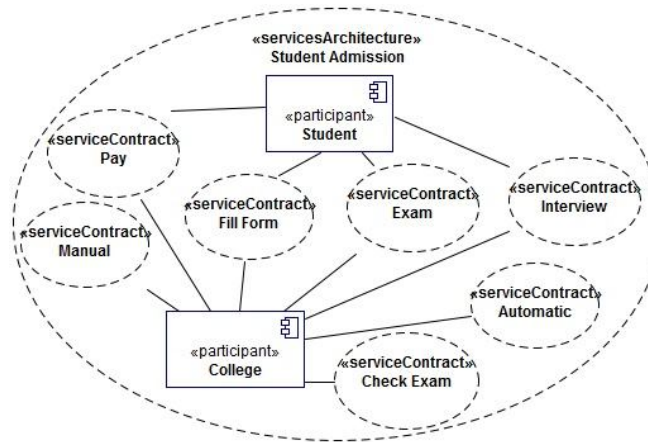 «servicesArchitecture»
Student Admission
«participant»
Student
«serviceContract»
Pay
«serviceContract»
Fill Form
«serviceContract»
Exam
«serviceContract»
Interview
«serviceContract»
Manual
«serviceContract»
Automatic
«participant»
College
«serviceContract»
Check Exam